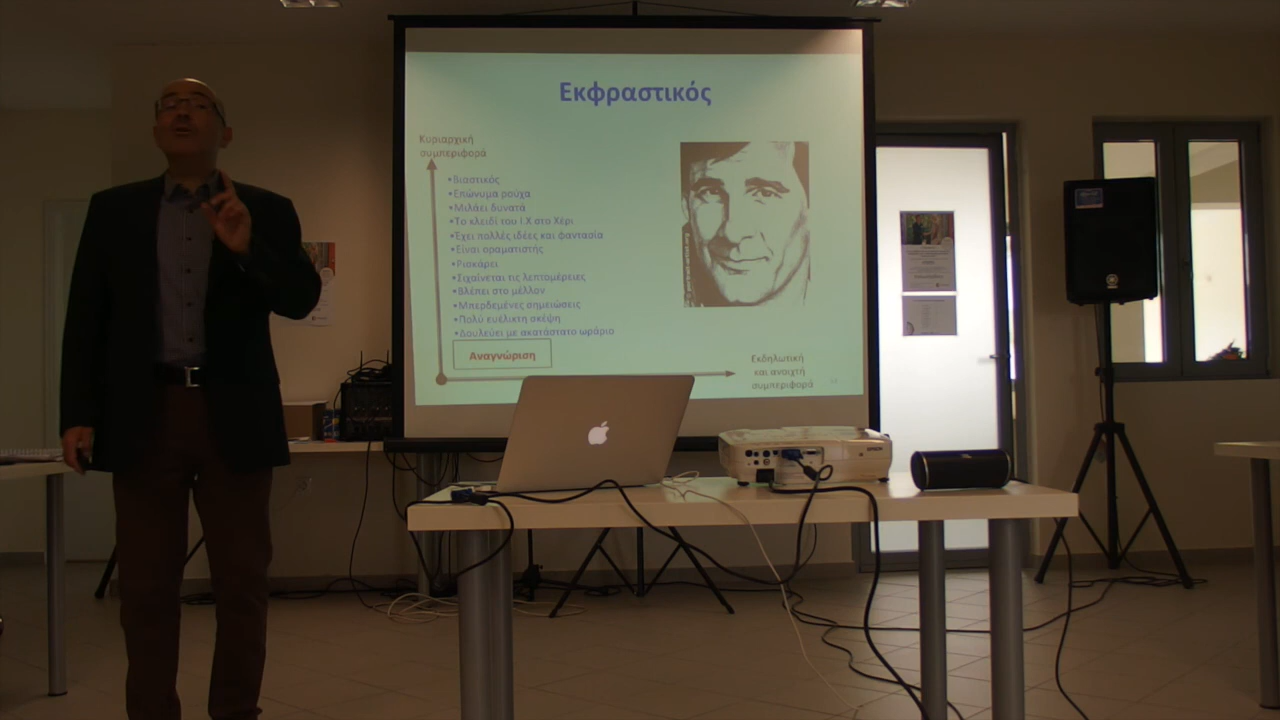 Εκφραστικός
Κυριαρχική
συμπεριφορά
•Βιαστικός
•Επώνυμα ρούχα
•Μιλάει δυνατά
•Το κλειδί του Ι.Χ στο Χέρι
•Έχει πολλές ιδέες και φαντασία
•Είναι οραματιστής
•Ρισκάρει
•Σιχαίνεται τις λεπτομέρειες
•Βλέπει στο μέλλον
•Μπερδεμένες σημειώσεις
•Πολύ ευέλικτη σκέψη
•Δουλεύει με ακατάστατο ωράριο
Αναγνώριση
Εκδηλωτική
και ανοιχτή
συμπεριφορά
EPSON